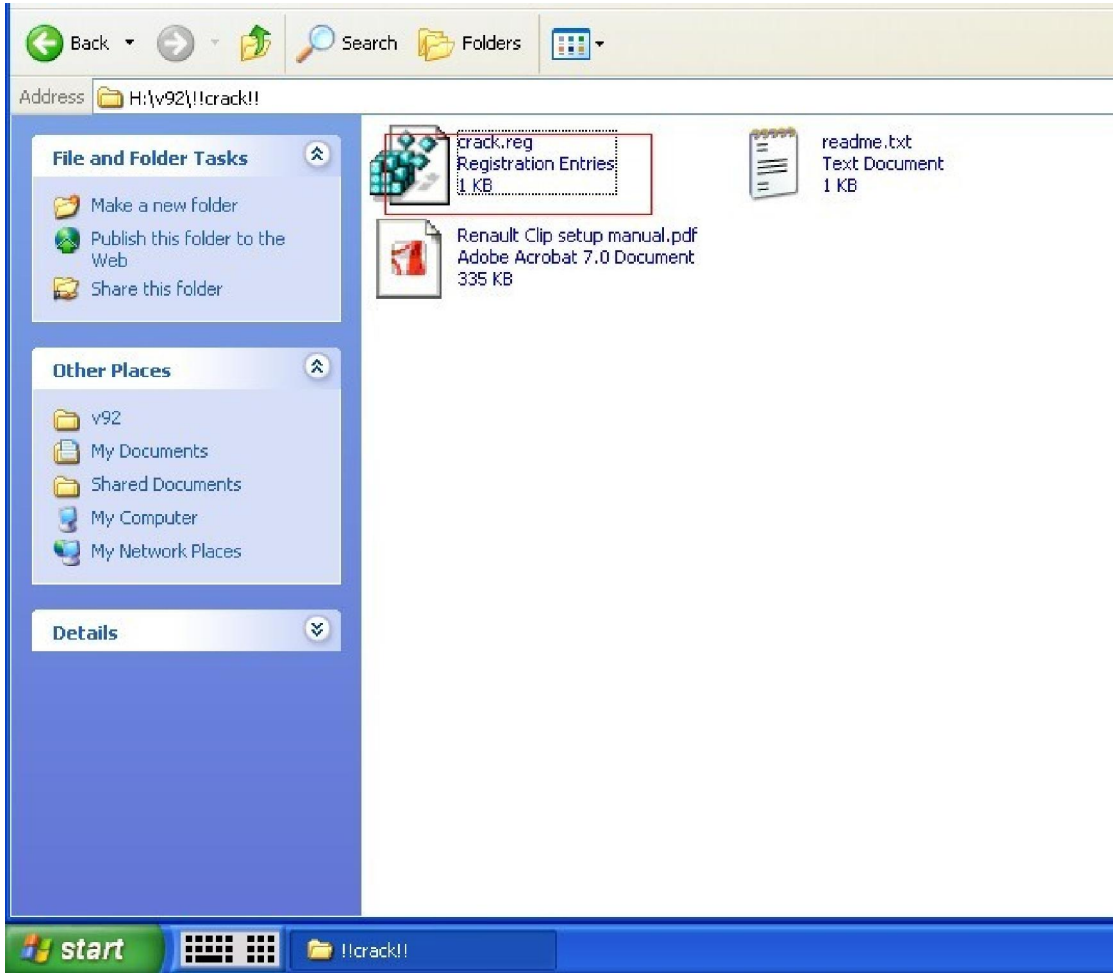 Back
Search
Folders
Address H:\v92\!!crack!!
File and Folder Tasks
Make a new folder
Publish this folder to the
Web
Share this folder
Other Places
v92
My Documents
Shared Documents
My Computer
My Network Places
Details
crack.reg
Registration Entries
1 KB
readme.txt
Text Document
1 KB
Renault Clip setup manual.pdf
Adobe Acrobat 7.0 Document
335 KB
start
!!crack!!